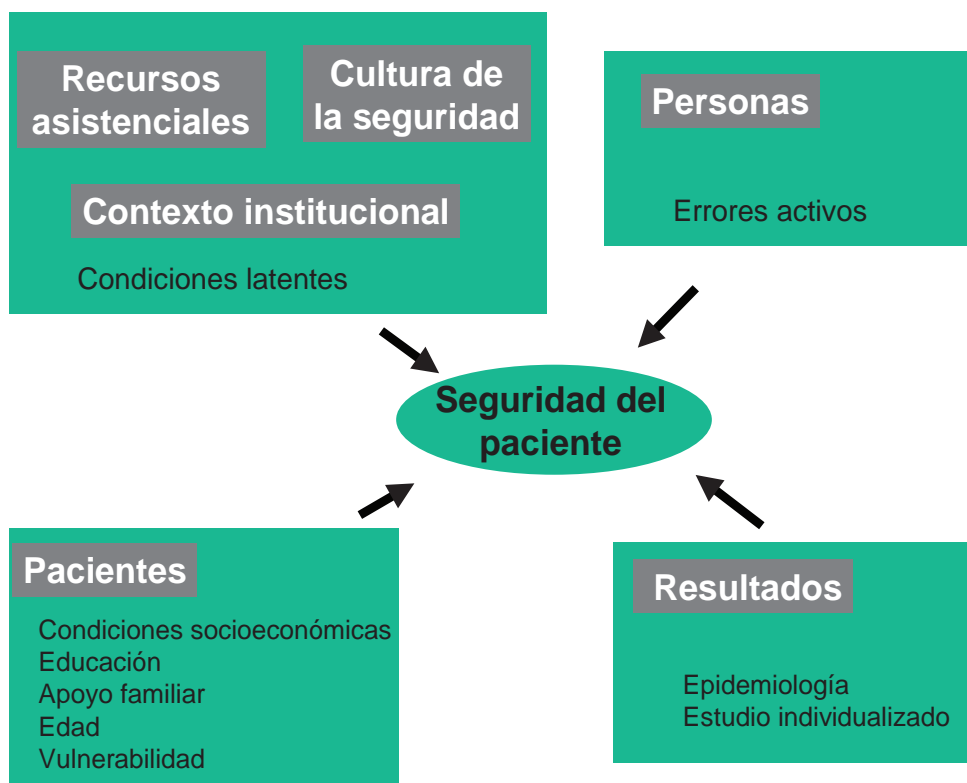 Recursos
asistenciales
Cultura de
la seguridad
Contexto institucional
Condiciones latentes
Personas
Errores activos
Seguridad del
paciente
Pacientes
Condiciones socioeconómicas
Educación
Apoyo familiar
Edad
Vulnerabilidad
Resultados
Epidemiología
Estudio individualizado